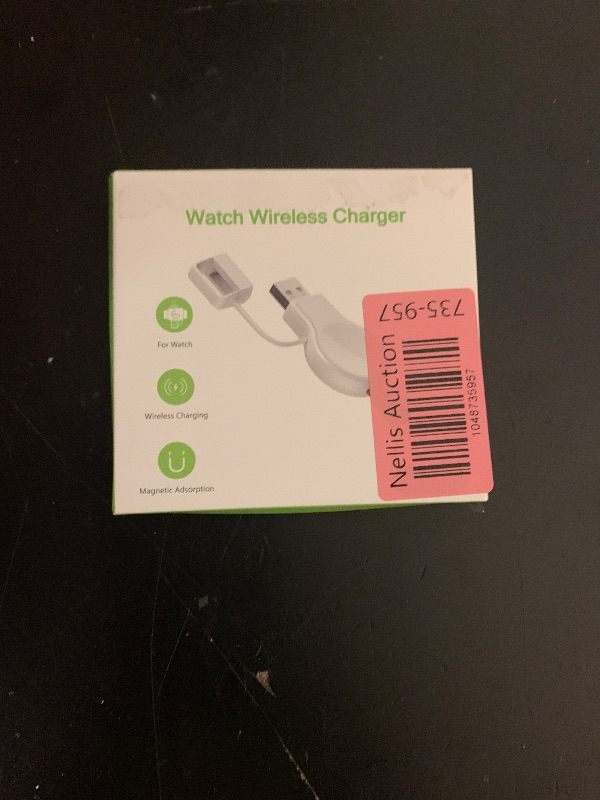 Watch Wireless Charger
For Watch
Wireless Charging
Magnetic Adsorption
735-957
Nellis Auction
1048735957